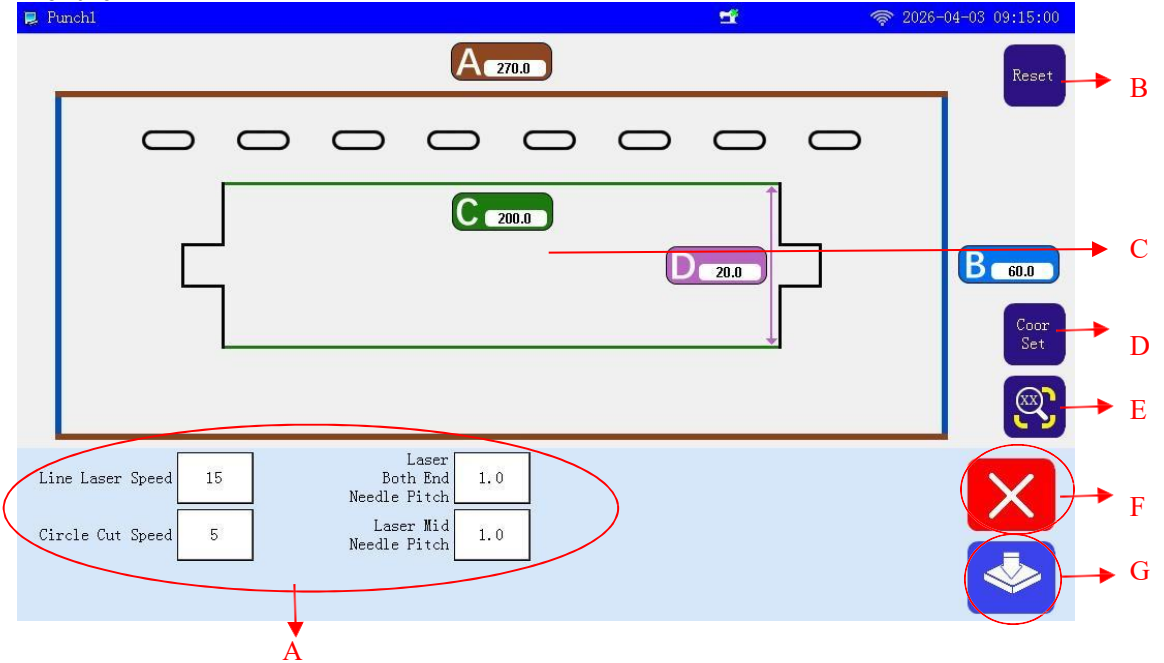 Punch1
2026-04-03 09:15:00
A 270.0
Reset
B
C 200.0
C
D 20.0
B 60.0
Coor
Set
D
XX
E
Line Laser Speed 15
Laser
Both End
Needle Pitch 1.0
F
Circle Cut Speed 5
Laser Mid
Needle Pitch 1.0
G
A